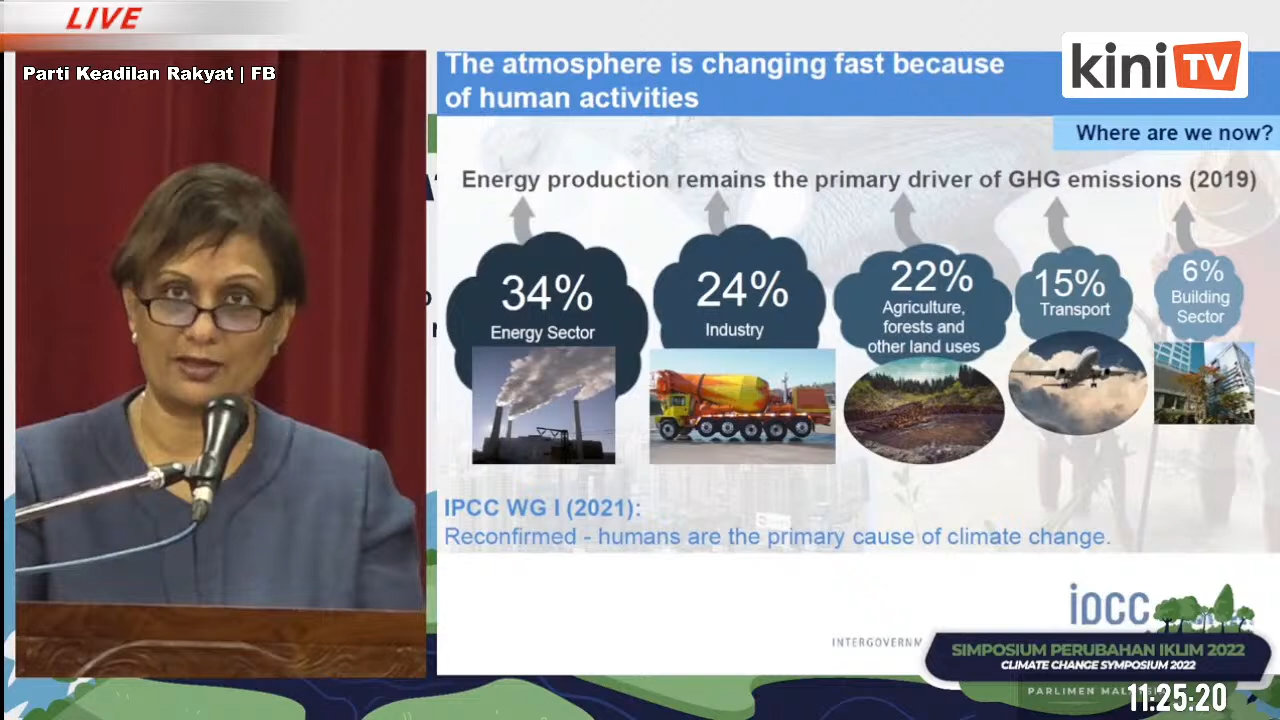 LIVE
Parti Keadilan Rakyat | FB
kini TV
The atmosphere is changing fast because
of human activities
Where are we now?
Energy production remains the primary driver of GHG emissions (2019)
34%
Energy Sector
24%
Industry
22%
Agriculture,
forests and
other land uses
15%
Transport
6%
Building
Sector
IPCC WG I (2021):
Reconfirmed - humans are the primary cause of climate change.
ipcc
SIMPOSIUM PERUBAHAN IKLIM 2022
CLIMATE CHANGE SYMPOSIUM 2022
PARLIMEN
11:25:20